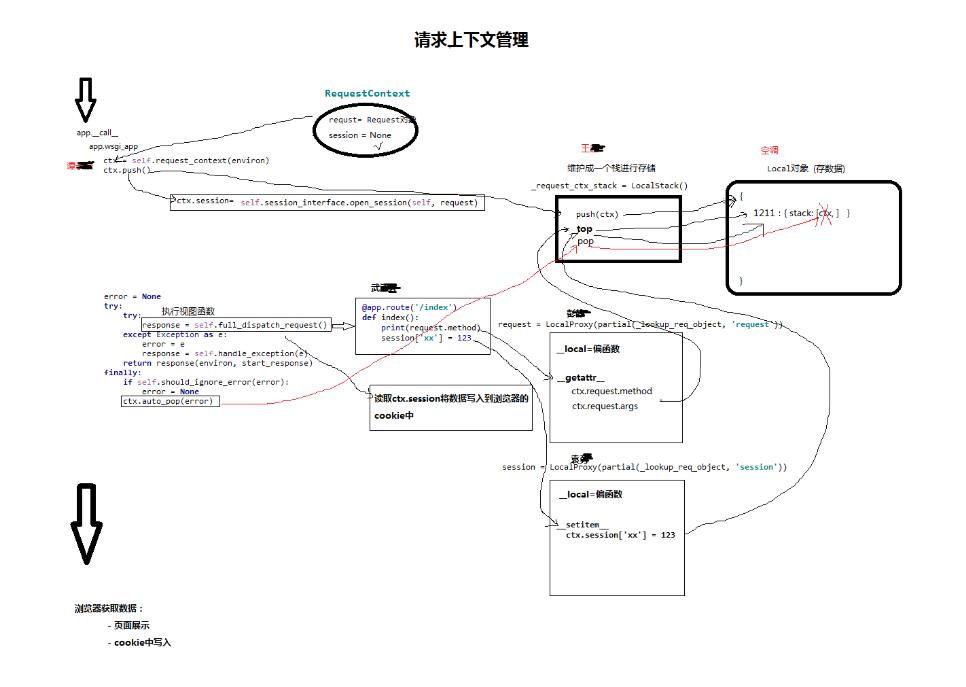 请求上下文管理
RequestContext
requst= Request对象
session = None
app.__call__
app.wsgi_app
ctx = self.request_context(environ)
ctx.push()
ctx.session= self.session_interface.open_session(self, request)
王
维护成一个栈进行存储
_request_ctx_stack = LocalStack()
push(ctx)
top
pop
空调
Local对象 (存数据)
{
1211 : { stack: [ctx, ] }
}
error = None
try:
try:
执行视图函数
response = self.full_dispatch_request()
except Exception as e:
error = e
response = self.handle_exception(e)
return response(environ, start_response)
finally:
if self.should_ignore_error(error):
error = None
ctx.auto_pop(error)
武
@app.route('/index')
def index():
print(request.method)
session['xx'] = 123
读取ctx.session将数据写入到浏览器的
cookie中
request = LocalProxy(partial(_lookup_req_object, 'request'))
__local=偏函数
__getattr__
ctx.request.method
ctx.request.args
session = LocalProxy(partial(_lookup_req_object, 'session'))
__local=偏函数
__setitem__
ctx.session['xx'] = 123
浏览器获取数据：
- 页面展示
- cookie中写入